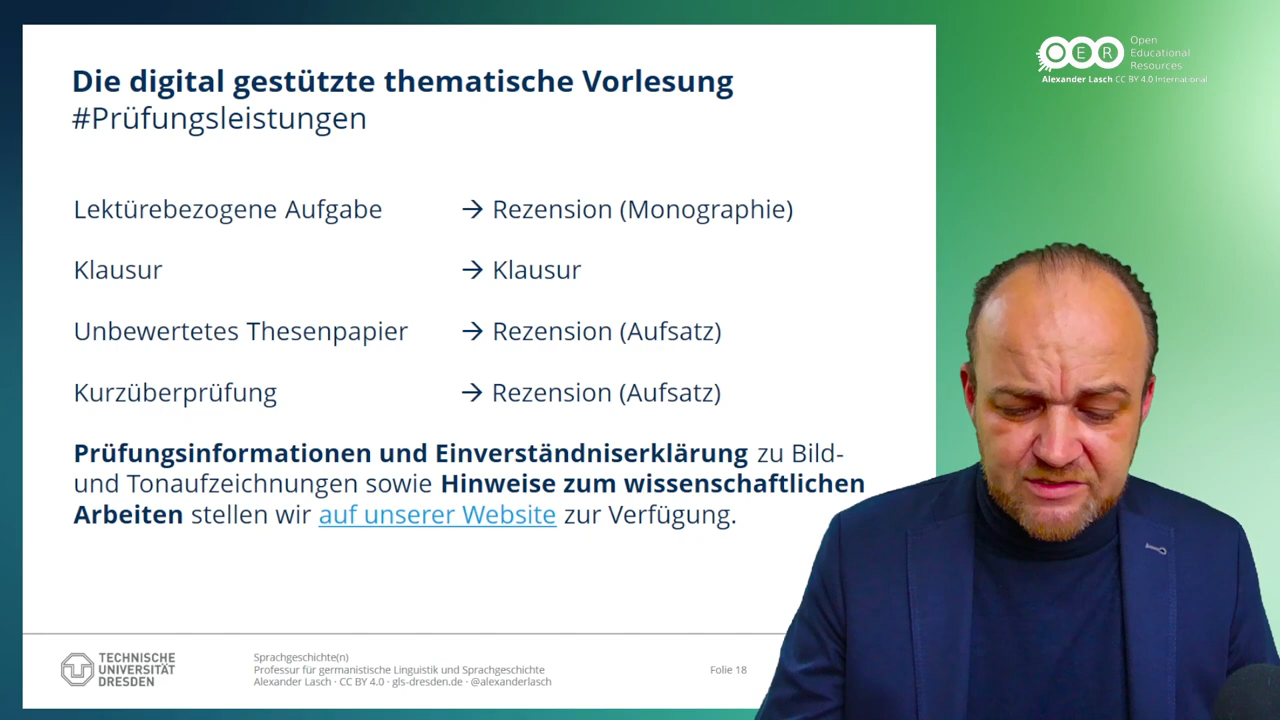 Die digital gestützte thematische Vorlesung
#Prüfungsleistungen
Lektürebezogene Aufgabe → Rezension (Monographie)
Klausur → Klausur
Unbewertetes Thesenpapier → Rezension (Aufsatz)
Kurzüberprüfung → Rezension (Aufsatz)
Prüfungsinformationen und Einverständniserklärung zu Bild-
und Tonaufzeichnungen sowie Hinweise zum wissenschaftlichen
Arbeiten stellen wir auf unserer Website zur Verfügung.
TECHNISCHE
UNIVERSITÄT
DRESDEN
Sprachgeschichte(n)
Professur für germanistische Linguistik und Sprachgeschichte
Alexander Lasch · CC BY 4.0 · gls-dresden.de · @alexanderlasch
Folie 18
OER
Open
Educational
Resources
Alexander Lasch CC BY 4.0 International